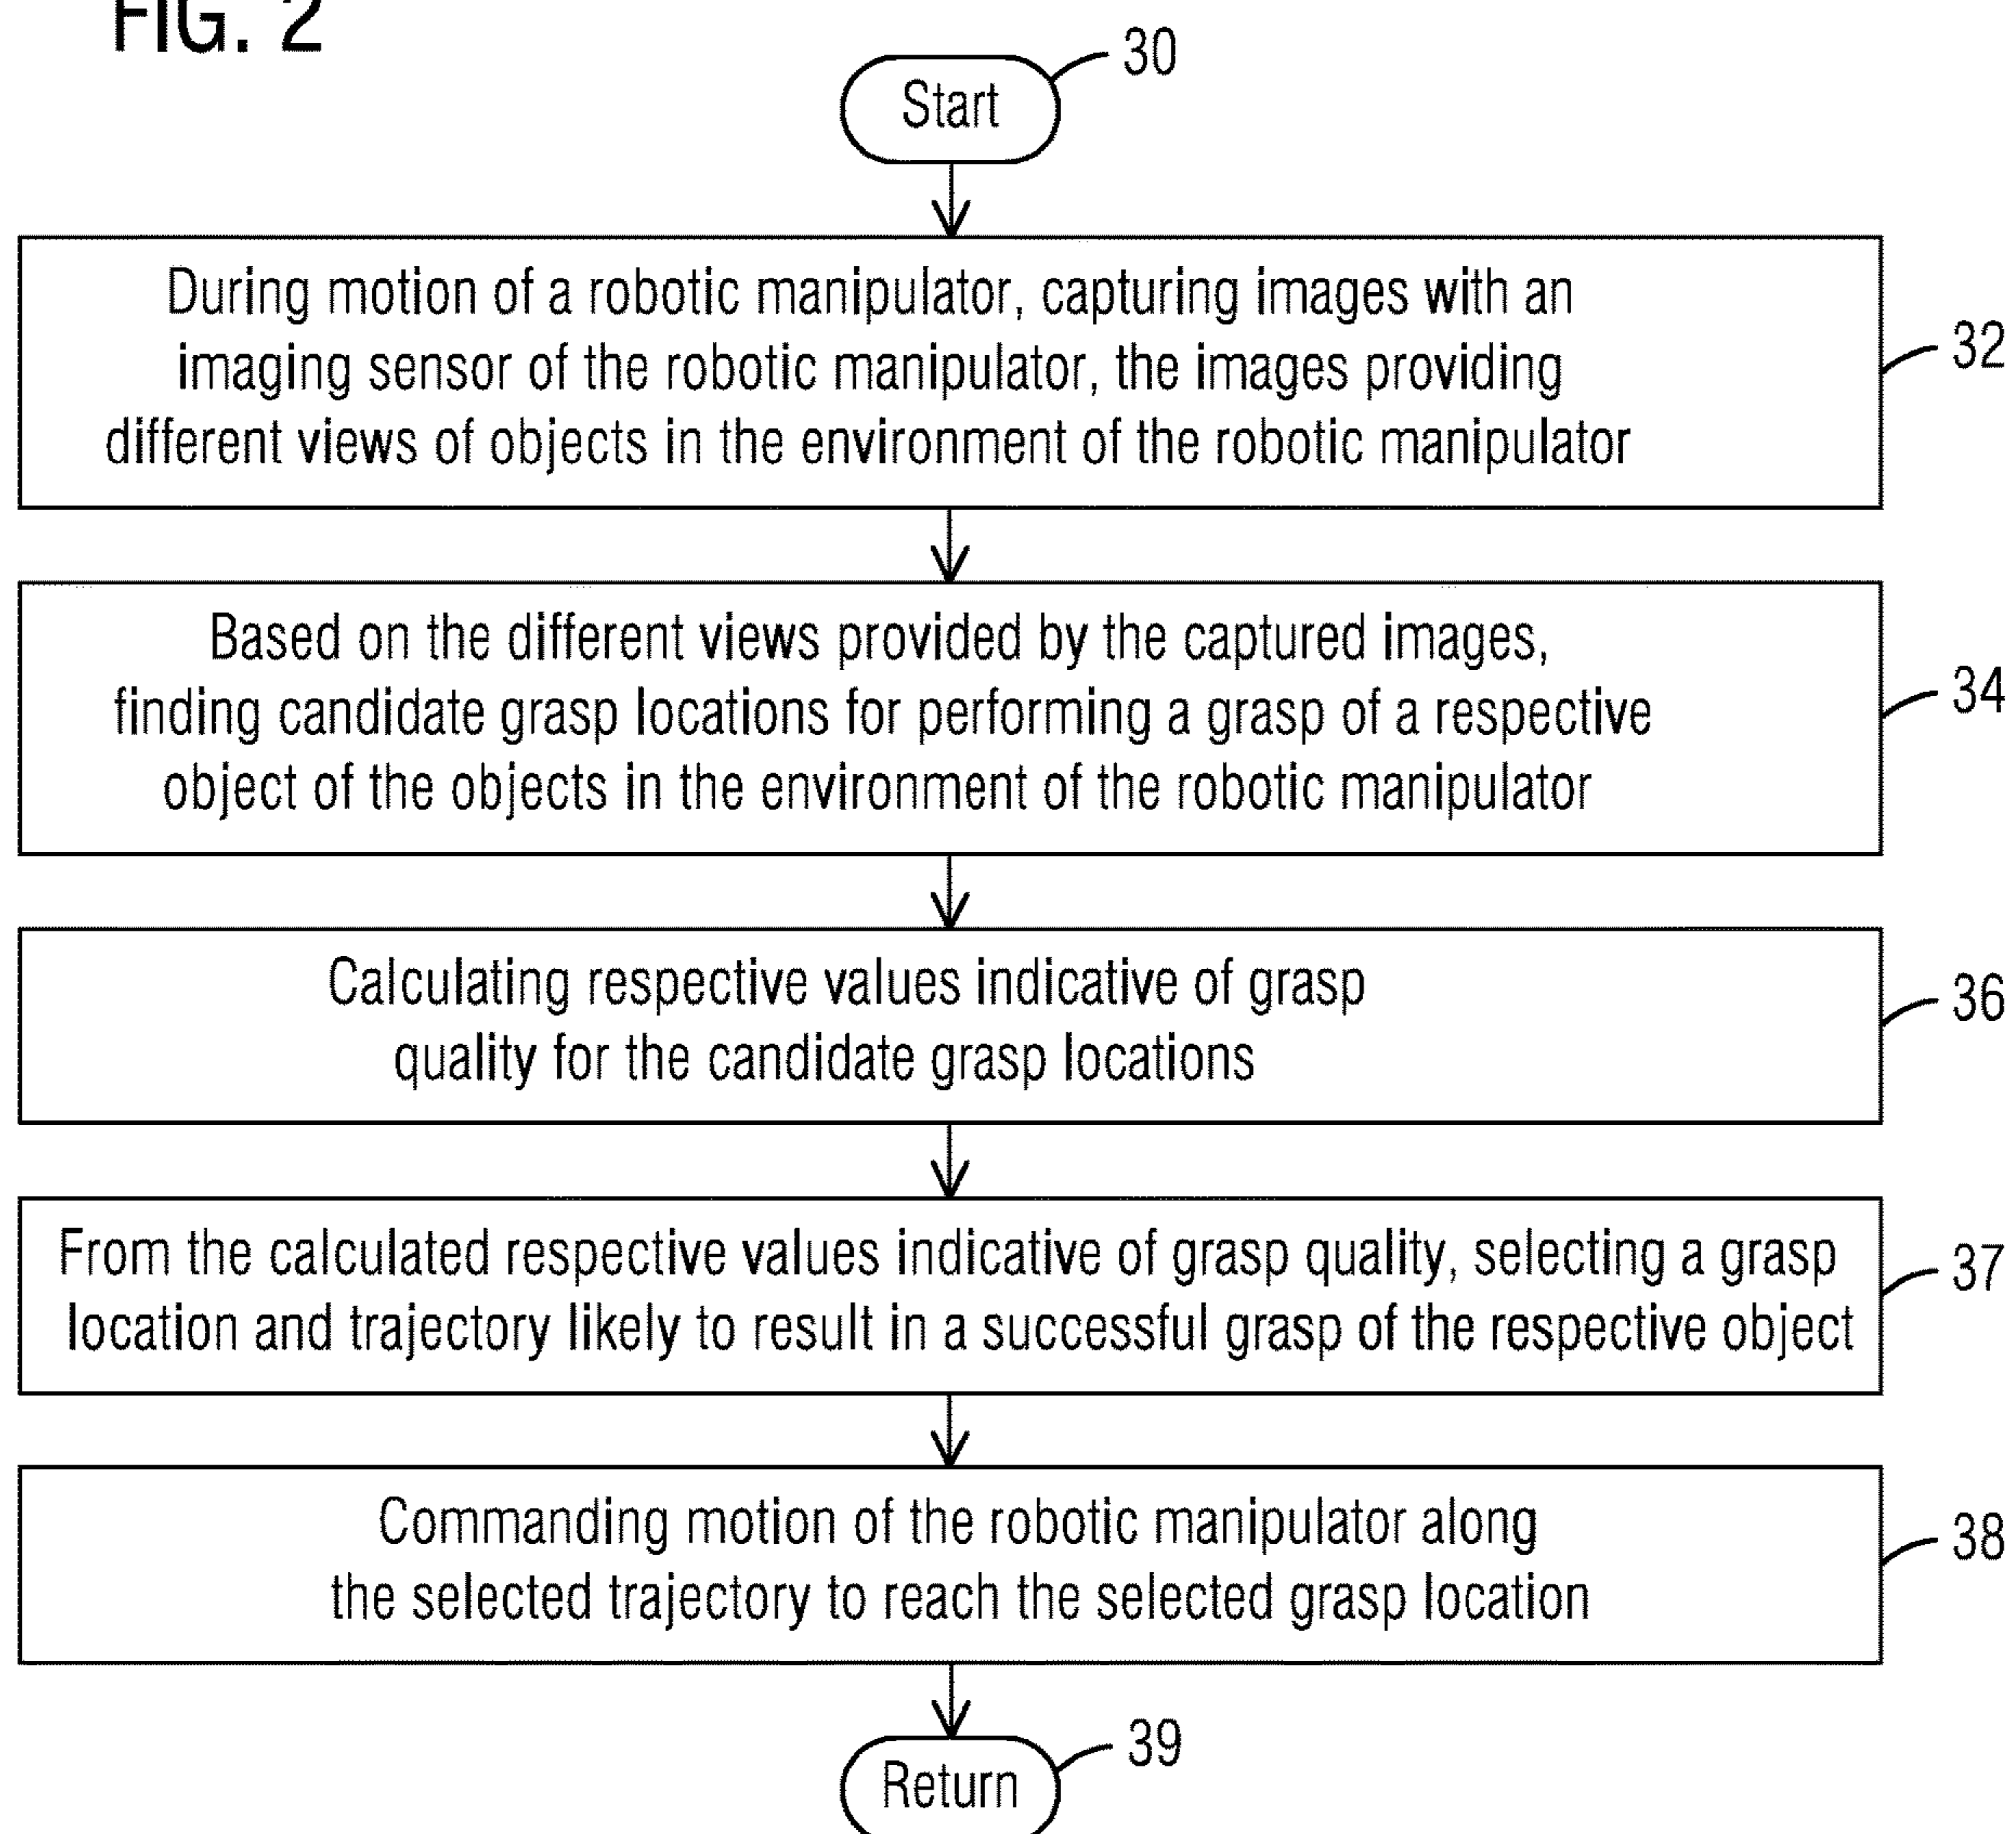 FIG. 2
30
Start
During motion of a robotic manipulator, capturing images with an
imaging sensor of the robotic manipulator, the images providing
different views of objects in the environment of the robotic manipulator
32
Based on the different views provided by the captured images,
finding candidate grasp locations for performing a grasp of a respective
object of the objects in the environment of the robotic manipulator
34
Calculating respective values indicative of grasp
quality for the candidate grasp locations
36
From the calculated respective values indicative of grasp quality, selecting a grasp
location and trajectory likely to result in a successful grasp of the respective object
37
Commanding motion of the robotic manipulator along
the selected trajectory to reach the selected grasp location
38
39
Return